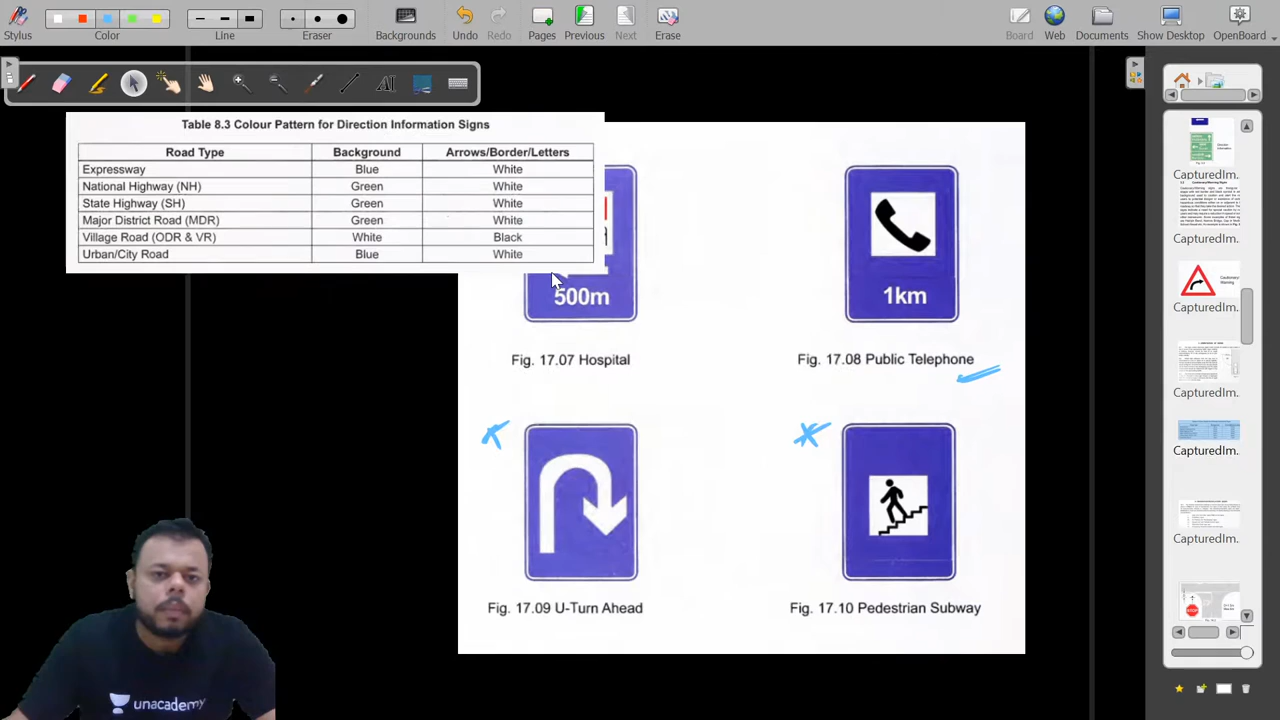 Stylus
Color
Line
Eraser
Backgrounds
Undo
Redo
Pages
Previous
Next
Erase
Board
Web
Documents
Show Desktop
OpenBoard
Table 8.3 Colour Pattern for Direction Information Signs
Road Type Background Arrows/Border/Letters
Expressway Blue White
National Highway (NH) Green White
State Highway (SH) Green White
Major District Road (MDR) Green White
Village Road (ODR & VR) White Black
Urban/City Road Blue White
500m
1km
Fig. 17.07 Hospital
Fig. 17.08 Public Telephone
Fig. 17.09 U-Turn Ahead
Fig. 17.10 Pedestrian Subway
unacademy
CapturedIm.
CapturedIm.
CapturedIm.
CapturedIm.
CapturedIm.
CapturedIm.
STOP
CapturedIm.